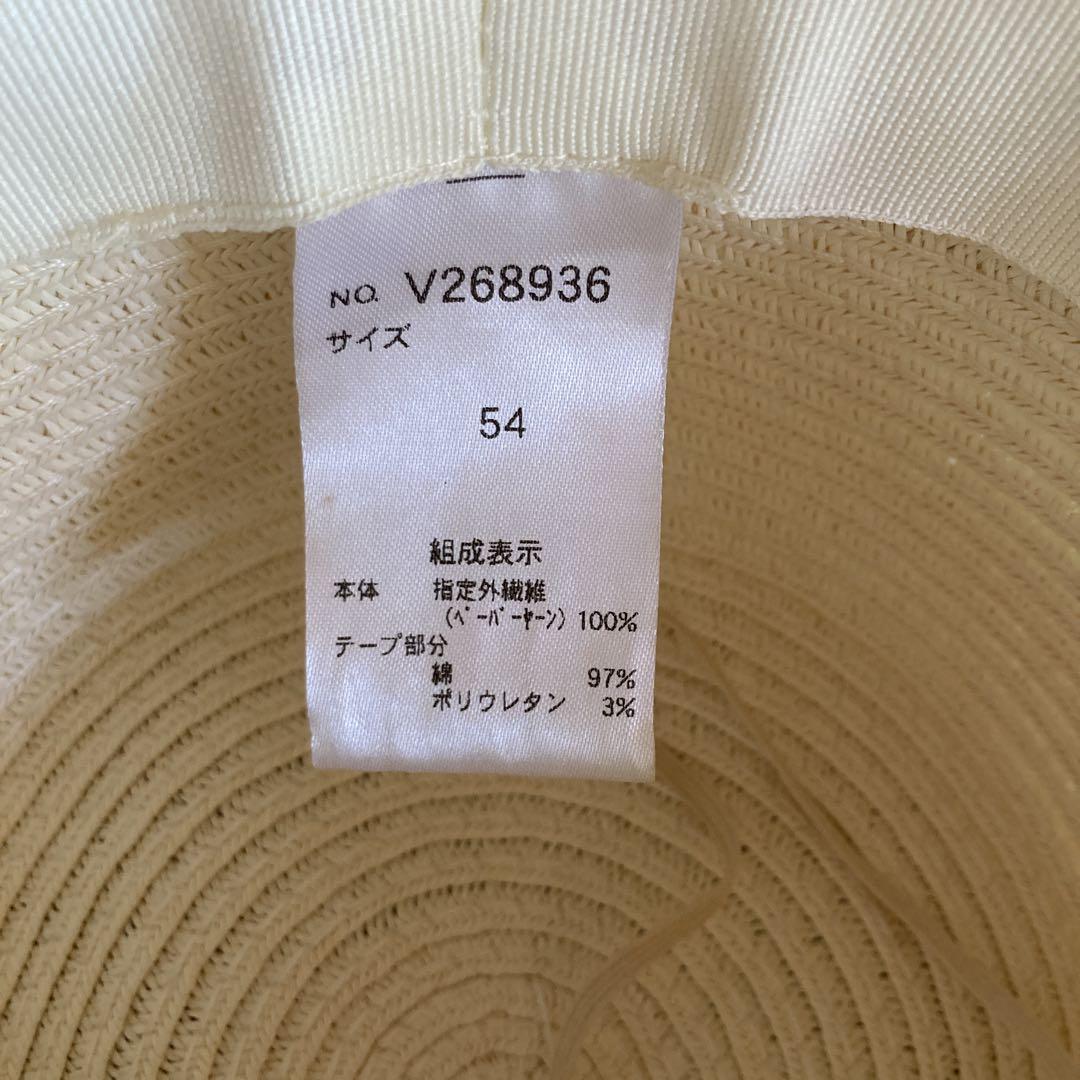 NO. V268936
サイズ
54
組成表示
本体 指定外繊維
(ペーパーヤーン) 100%
テープ部分
綿 97%
ポリウレタン 3%